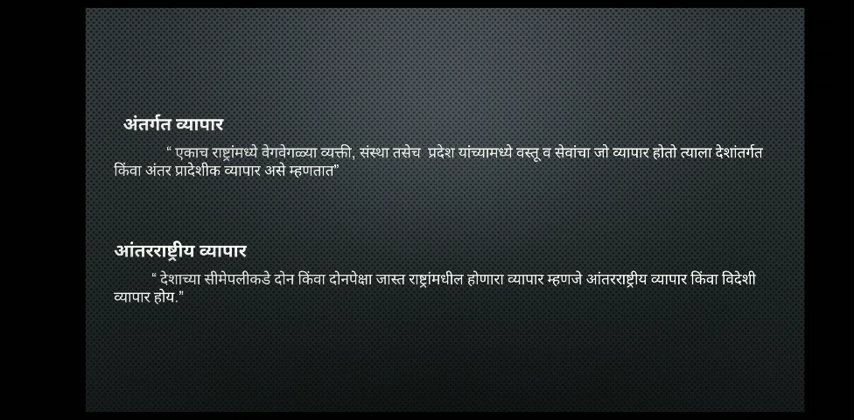 अंतर्गत व्यापार
“ एकाच राष्ट्रांमध्ये वेगवेगळ्या व्यक्ती, संस्था तसेच प्रदेश यांच्यामध्ये वस्तू व सेवांचा जो व्यापार होतो त्याला देशांतर्गत
किंवा अंतर प्रादेशीक व्यापार असे म्हणतात”
आंतरराष्ट्रीय व्यापार
“ देशाच्या सीमेपलीकडे दोन किंवा दोनपेक्षा जास्त राष्ट्रांमधील होणारा व्यापार म्हणजे आंतरराष्ट्रीय व्यापार किंवा विदेशी
व्यापार होय.”